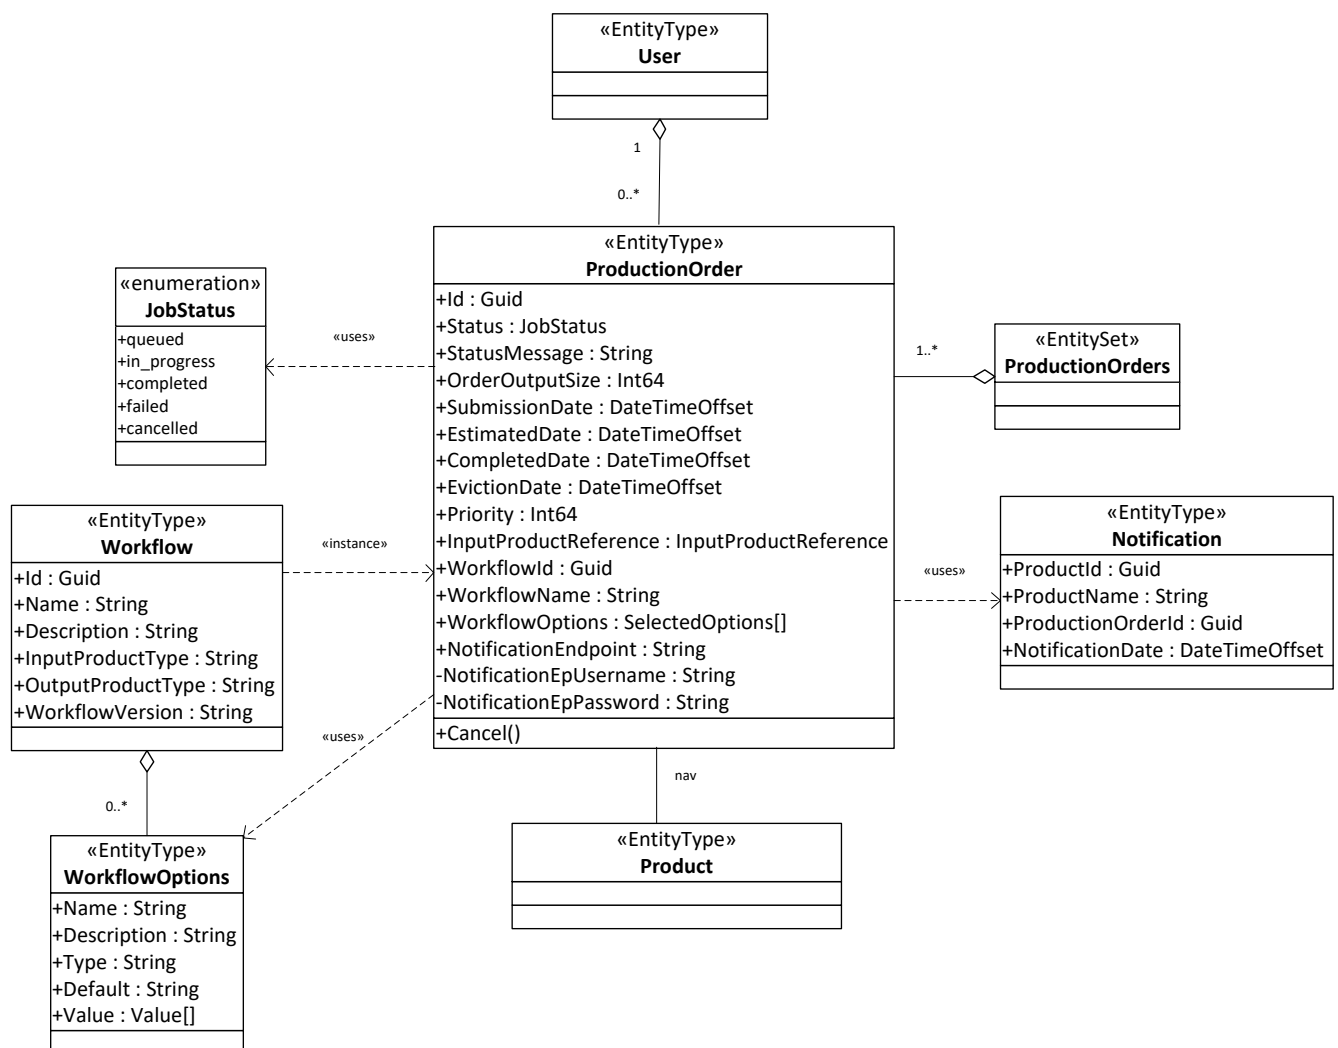 «EntityType»
User
1
0..*
«EntityType»
ProductionOrder
+Id : Guid
+Status : JobStatus
+StatusMessage : String
+OrderOutputSize : Int64
+SubmissionDate : DateTimeOffset
+EstimatedDate : DateTimeOffset
+CompletedDate : DateTimeOffset
+EvictionDate : DateTimeOffset
+Priority : Int64
+InputProductReference : InputProductReference
+WorkflowId : Guid
+WorkflowName : String
+WorkflowOptions : SelectedOptions[]
+NotificationEndpoint : String
-NotificationEpUsername : String
-NotificationEpPassword : String
+Cancel()
«enumeration»
JobStatus
+queued
+in_progress
+completed
+failed
+cancelled
«uses»
1..*
«EntitySet»
ProductionOrders
«EntityType»
Workflow
+Id : Guid
+Name : String
+Description : String
+InputProductType : String
+OutputProductType : String
+WorkflowVersion : String
«instance»
«uses»
«EntityType»
Notification
+ProductId : Guid
+ProductName : String
+ProductionOrderId : Guid
+NotificationDate : DateTimeOffset
«uses»
0..*
nav
«EntityType»
WorkflowOptions
+Name : String
+Description : String
+Type : String
+Default : String
+Value : Value[]
«EntityType»
Product